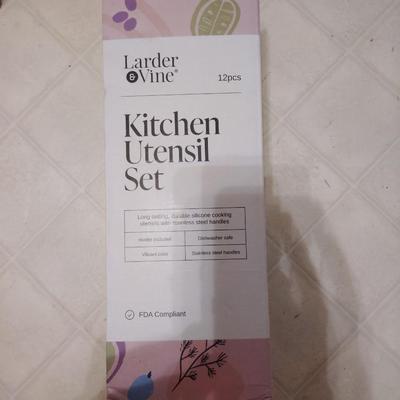 Larder
& Vine®
12pcs
Kitchen
Utensil
Set
Long lasting, durable silicone cooking
utensils with stainless steel handles
Holder included
Dishwasher safe
Vibrant color
Stainless steel handles
FDA Compliant